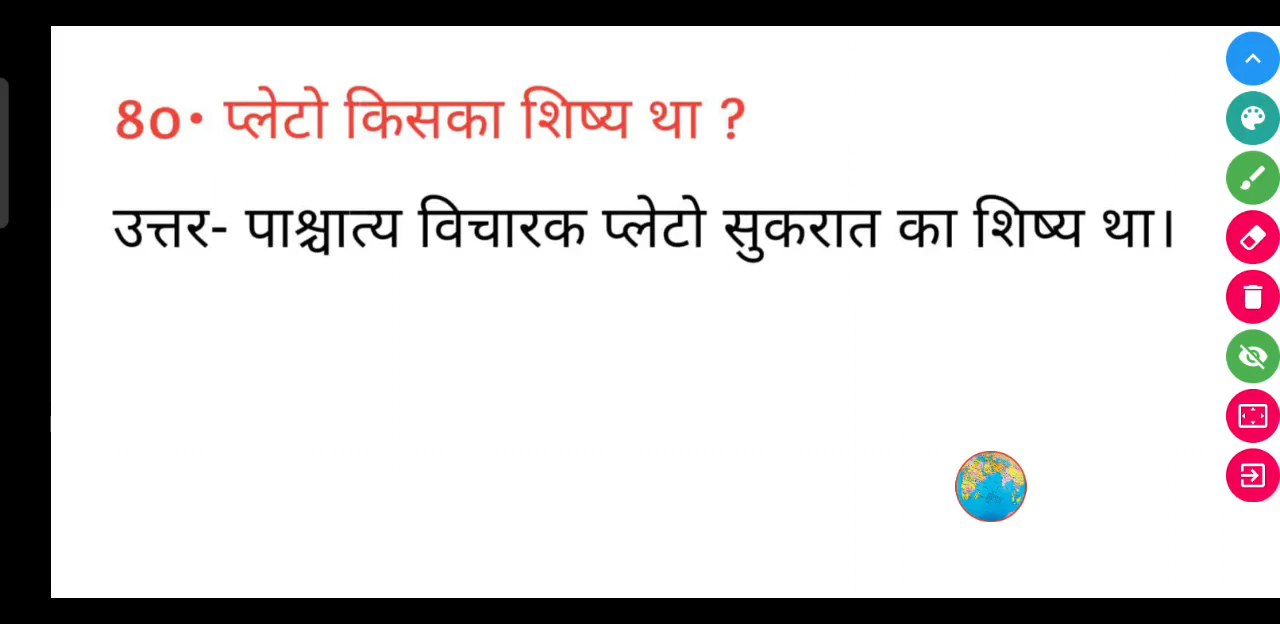 80• प्लेटो किसका शिष्य था ?
उत्तर- पाश्चात्य विचारक प्लेटो सुकरात का शिष्य था।